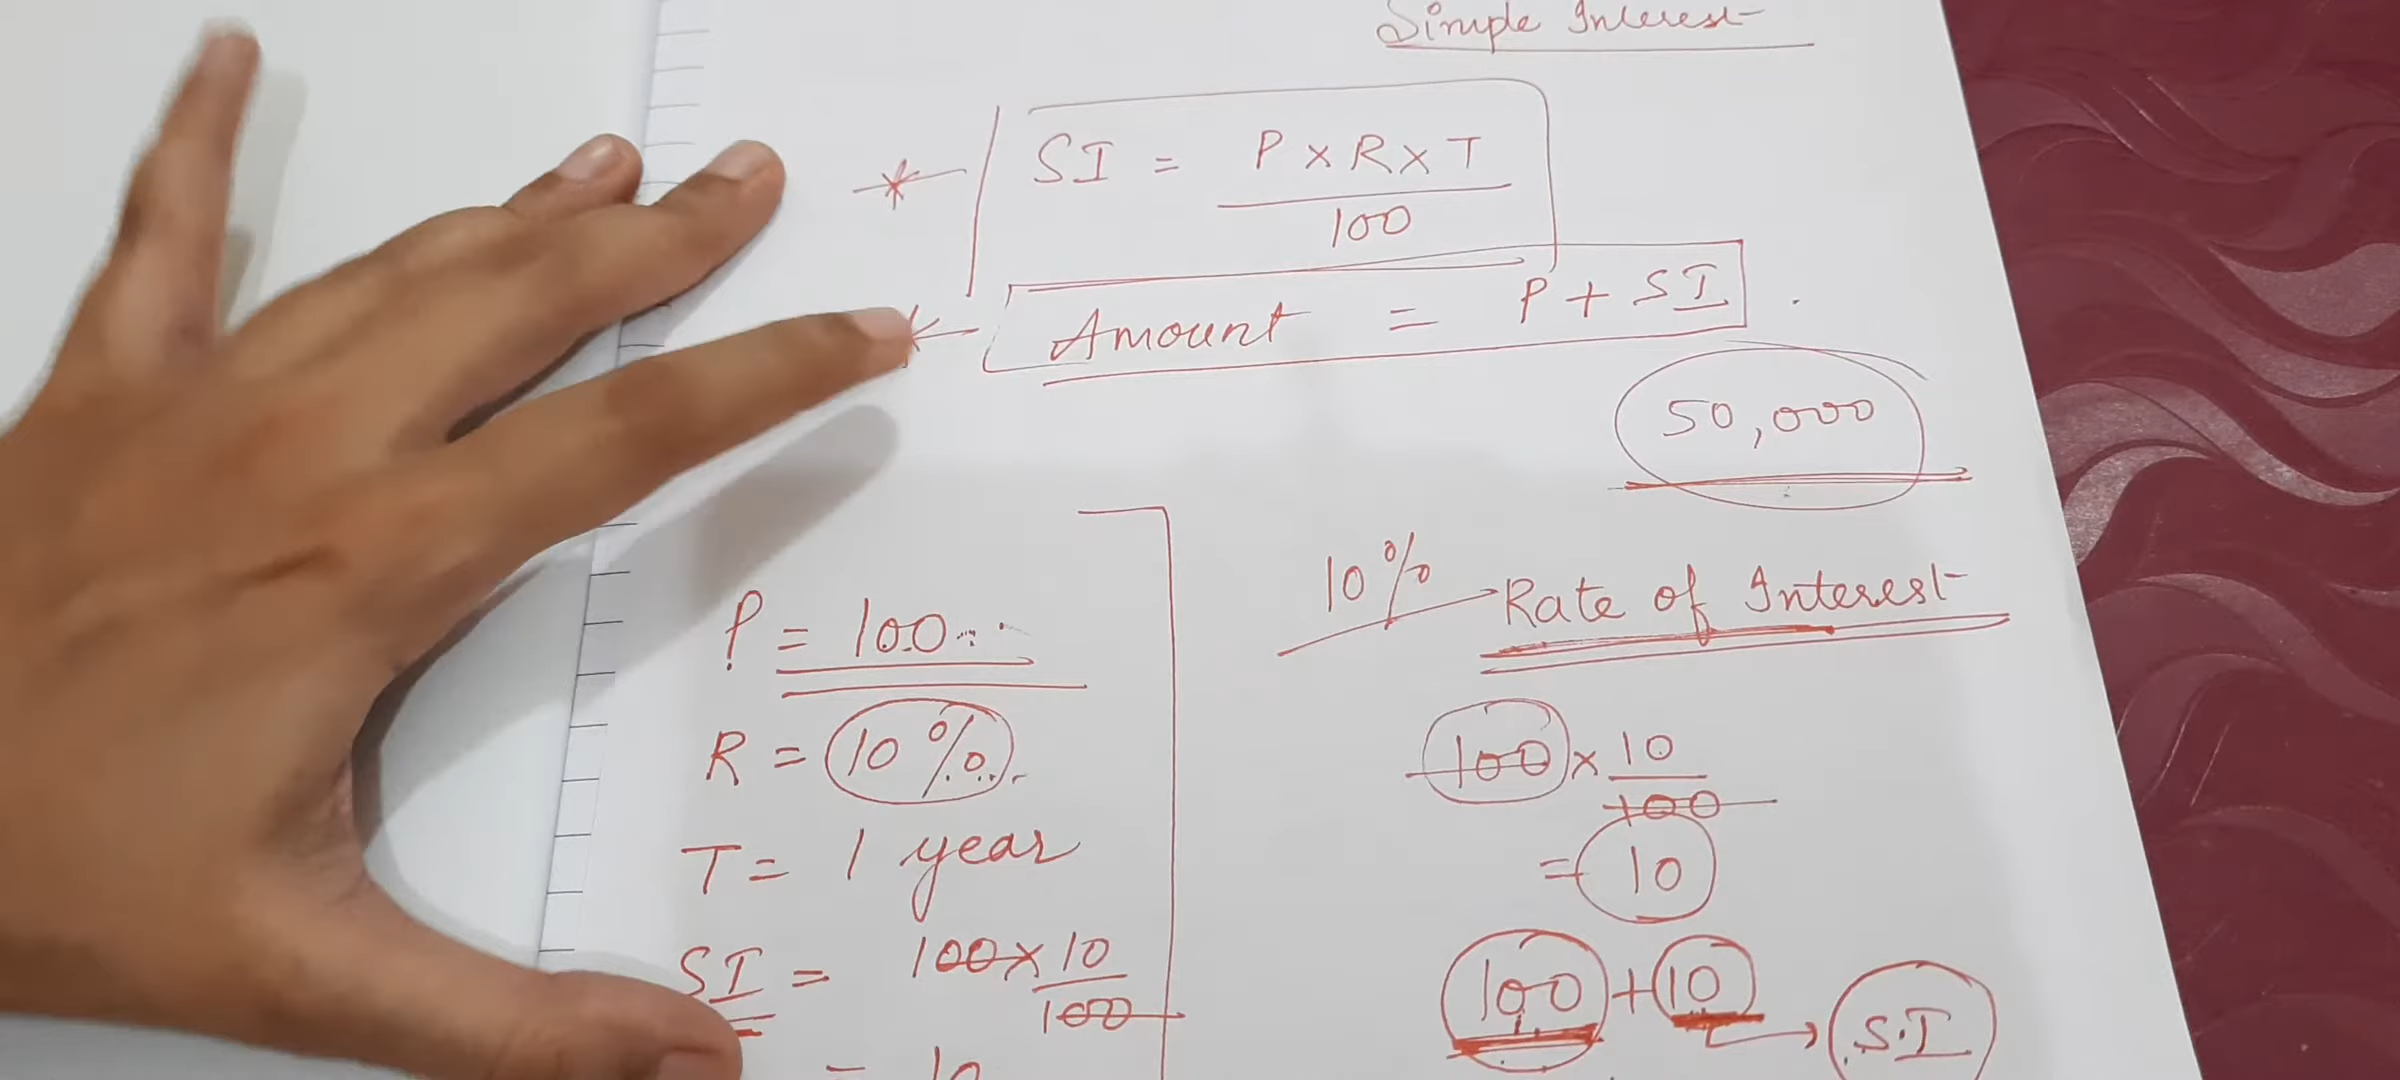 Simple Interest
SI = P × R × T
100
Amount = P + SI
50,000
10% Rate of Interest
P = 100
R = 10%
T = 1 year
SI = 100 × 10
100
= 10
100 × 10
100
= 10
100 + 10
S.I